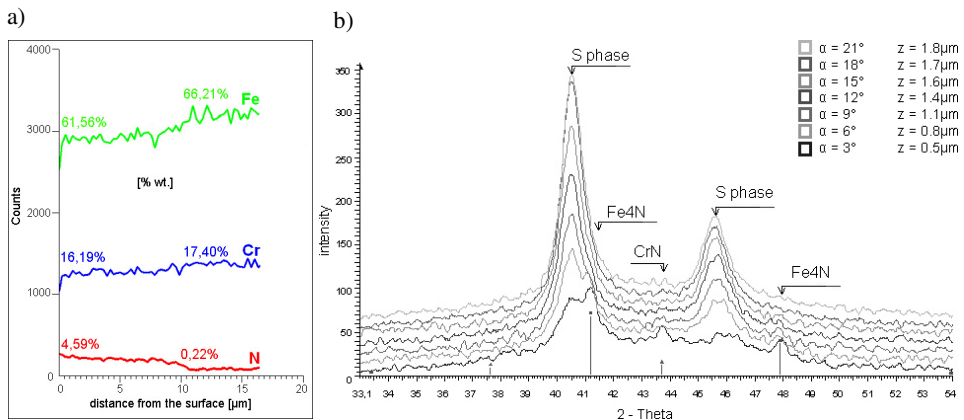 a)
4000
3000
2000
1000
0
Counts
61,56%
66,21%
Fe
[% wt.]
16,19%
17,40%
Cr
4,59%
0,22%
N
0 5 10 15 20
distance from the surface [µm]
b)
α = 21° z = 1.8µm
α = 18° z = 1.7µm
α = 15° z = 1.6µm
α = 12° z = 1.4µm
α = 9° z = 1.1µm
α = 6° z = 0.8µm
α = 3° z = 0.5µm
S phase
Fe4N
CrN
S phase
Fe4N
350
300
250
200
150
100
50
0
intensity
33,1 35 36 37 38 39 40 41 42 43 44 45 46 47 48 49 50 51 52 53 54
2 - Theta